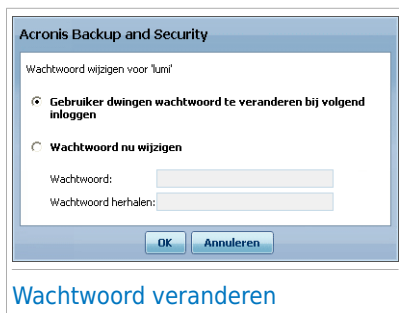 Acronis Backup and Security
Wachtwoord wijzigen voor 'lumi'
Gebruiker dwingen wachtwoord te veranderen bij volgend
inloggen
Wachtwoord nu wijzigen
Wachtwoord:
Wachtwoord herhalen:
OK Annuleren
Wachtwoord veranderen